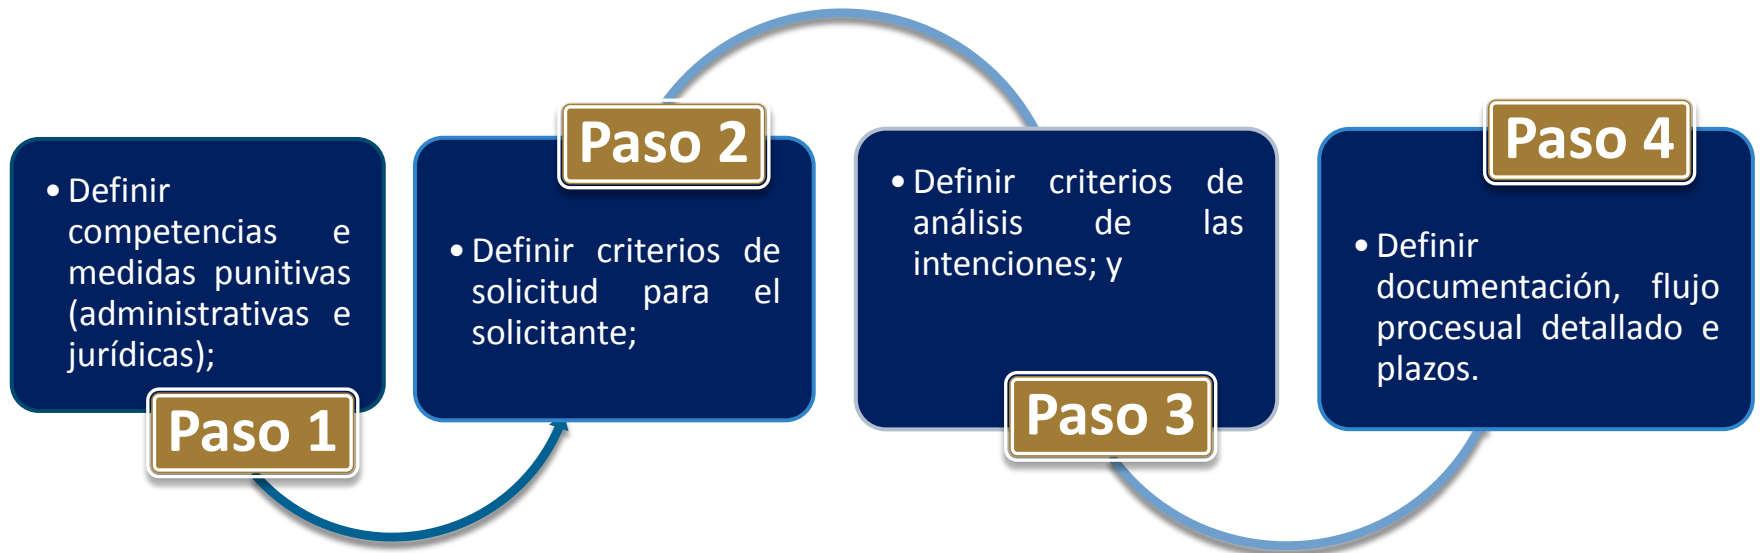 • Definir
competencias e
medidas punitivas
(administrativas e
jurídicas);
Paso 1
Paso 2
• Definir criterios de
solicitud para el
solicitante;
• Definir criterios de
análisis de las
intenciones; y
Paso 3
Paso 4
• Definir
documentación, flujo
procesual detallado e
plazos.